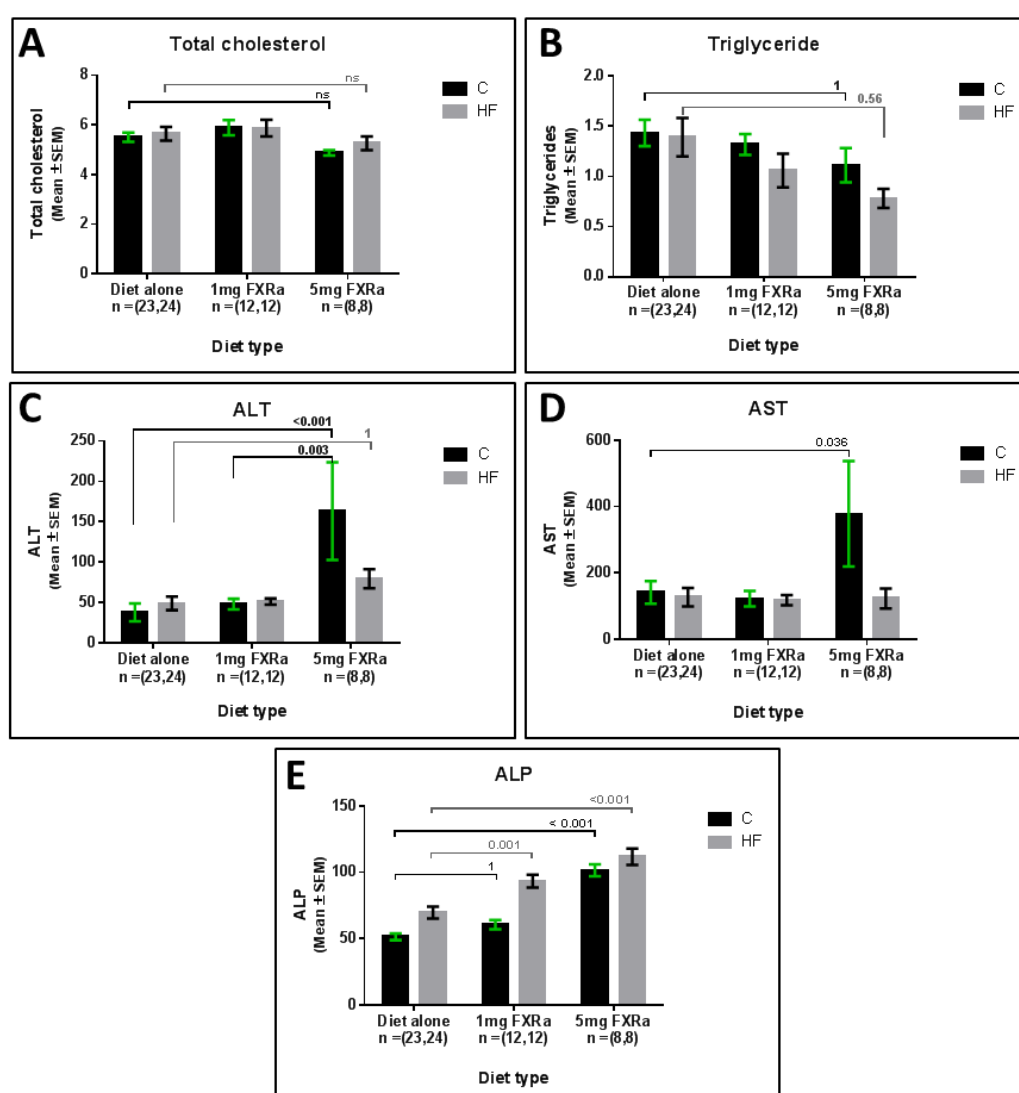 A
Total cholesterol
ns
ns
C
HF
8
6
4
2
0
Total cholesterol
(Mean ±SEM)
Diet alone
n =(23,24)
1mg FXRa
n =(12,12)
5mg FXRa
n =(8,8)
Diet type
B
Triglyceride
1
0.56
C
HF
2.0
1.5
1.0
0.5
0.0
Triglycerides
(Mean ±SEM)
Diet alone
n =(23,24)
1mg FXRa
n =(12,12)
5mg FXRa
n =(8,8)
Diet type
C
ALT
<0.001
1
0.003
C
HF
250
200
150
100
50
0
ALT
(Mean ±SEM)
Diet alone
n =(23,24)
1mg FXRa
n =(12,12)
5mg FXRa
n =(8,8)
Diet type
D
AST
0.036
C
HF
600
400
200
0
AST
(Mean ±SEM)
Diet alone
n =(23,24)
1mg FXRa
n =(12,12)
5mg FXRa
n =(8,8)
Diet type
E
ALP
<0.001
< 0.001
0.001
1
C
HF
150
100
50
0
ALP
(Mean ±SEM)
Diet alone
n =(23,24)
1mg FXRa
n =(12,12)
5mg FXRa
n =(8,8)
Diet type